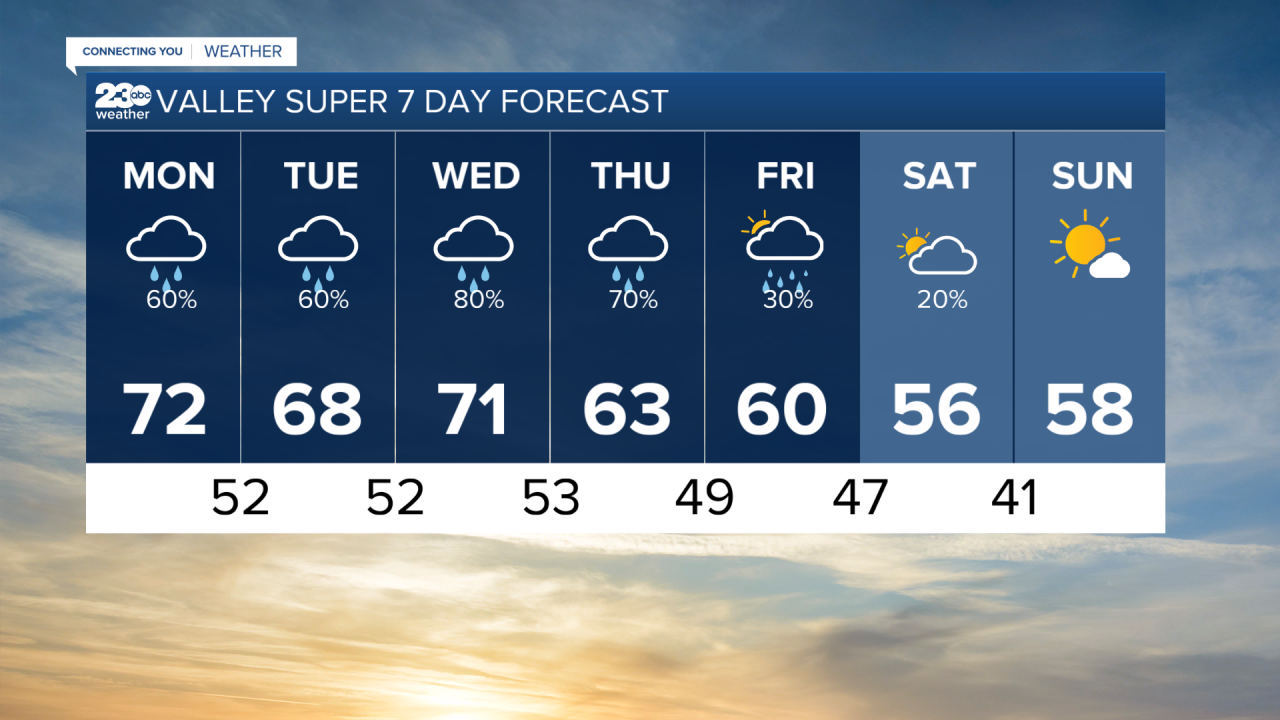 CONNECTING YOU | WEATHER
23 abc
weather
VALLEY SUPER 7 DAY FORECAST
MON TUE WED THU FRI SAT SUN
60% 60% 80% 70% 30% 20%
72 68 71 63 60 56 58
52 52 53 49 47 41